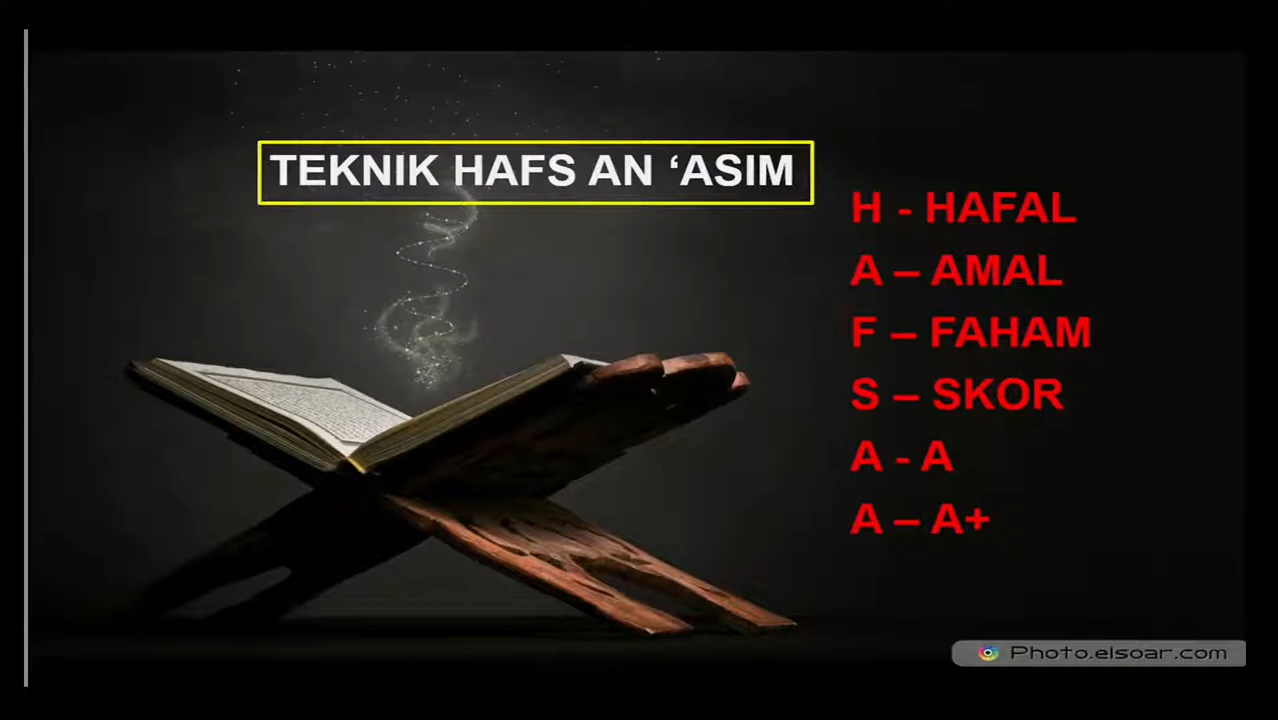 TEKNIK HAFS AN ‘ASIM
H - HAFAL
A – AMAL
F – FAHAM
S – SKOR
A - A
A – A+
Photo.elsoar.com